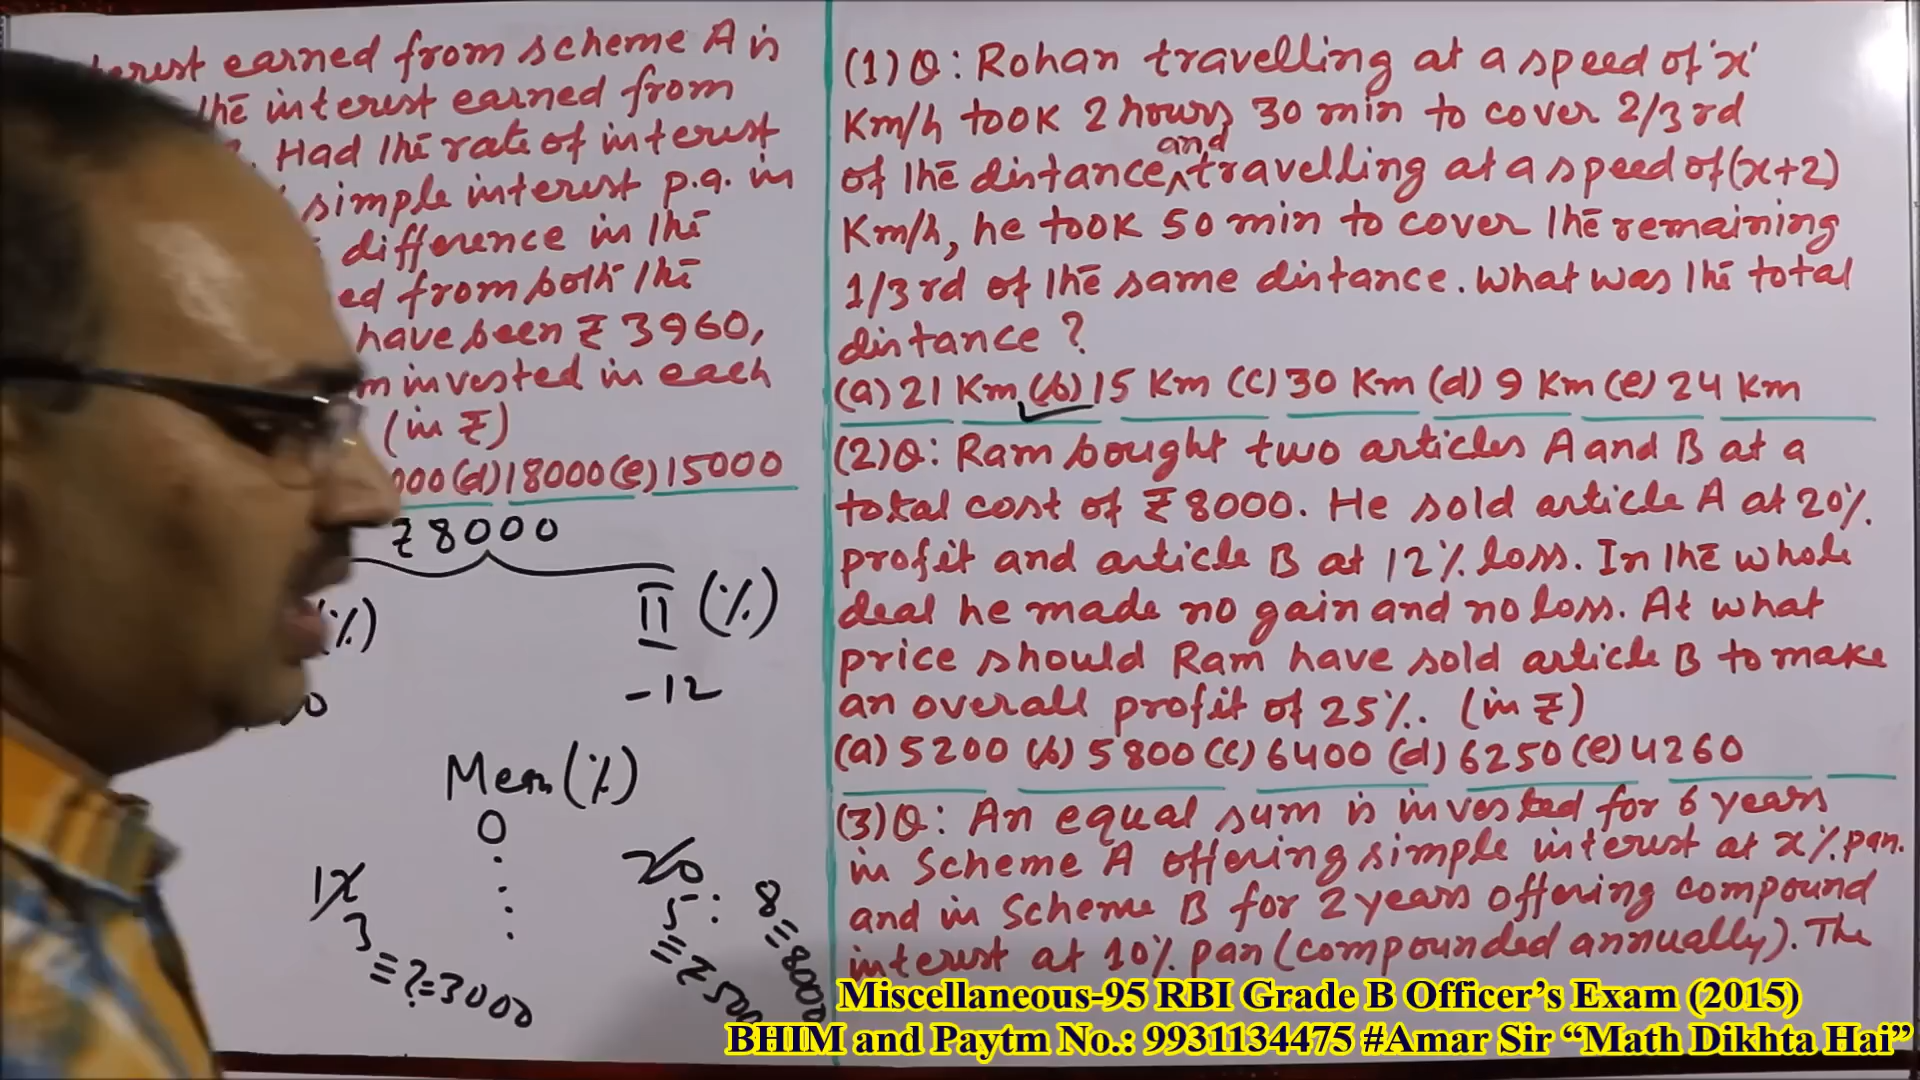 earned from scheme A is
the interest earned from
Had the rate of interest
simple interest p.a. in
difference in the
ed from both the
have been ₹ 3960,
m invested in each
(in ₹)
000 (d) 18000 (e) 15000
₹ 8000
%)
II (%)
-12
Mean (%)
0
12
3
≡ ? = 3000
20
5 :
≡ ₹ 5000
8 ≡ 8000
(1) Q: Rohan travelling at a speed of 'x'
Km/h took 2 hours 30 min to cover 2/3rd
of the distance and travelling at a speed of (x+2)
Km/h, he took 50 min to cover the remaining
1/3rd of the same distance. What was the total
distance ?
(a) 21 Km (b) 15 Km (c) 30 Km (d) 9 Km (e) 24 Km
(2) Q: Ram bought two articles A and B at a
total cost of ₹ 8000. He sold article A at 20%
profit and article B at 12% loss. In the whole
deal he made no gain and no loss. At what
price should Ram have sold article B to make
an overall profit of 25%. (in ₹)
(a) 5200 (b) 5800 (c) 6400 (d) 6250 (e) 4260
(3) Q: An equal sum is invested for 6 years
in Scheme A offering simple interest at x% pan.
and in Scheme B for 2 years offering compound
interest at 10% pan (compounded annually). The
Miscellaneous-95 RBI Grade B Officer's Exam (2015)
BHIM and Paytm No.: 9931134475 #Amar Sir “Math Dikhta Hai”